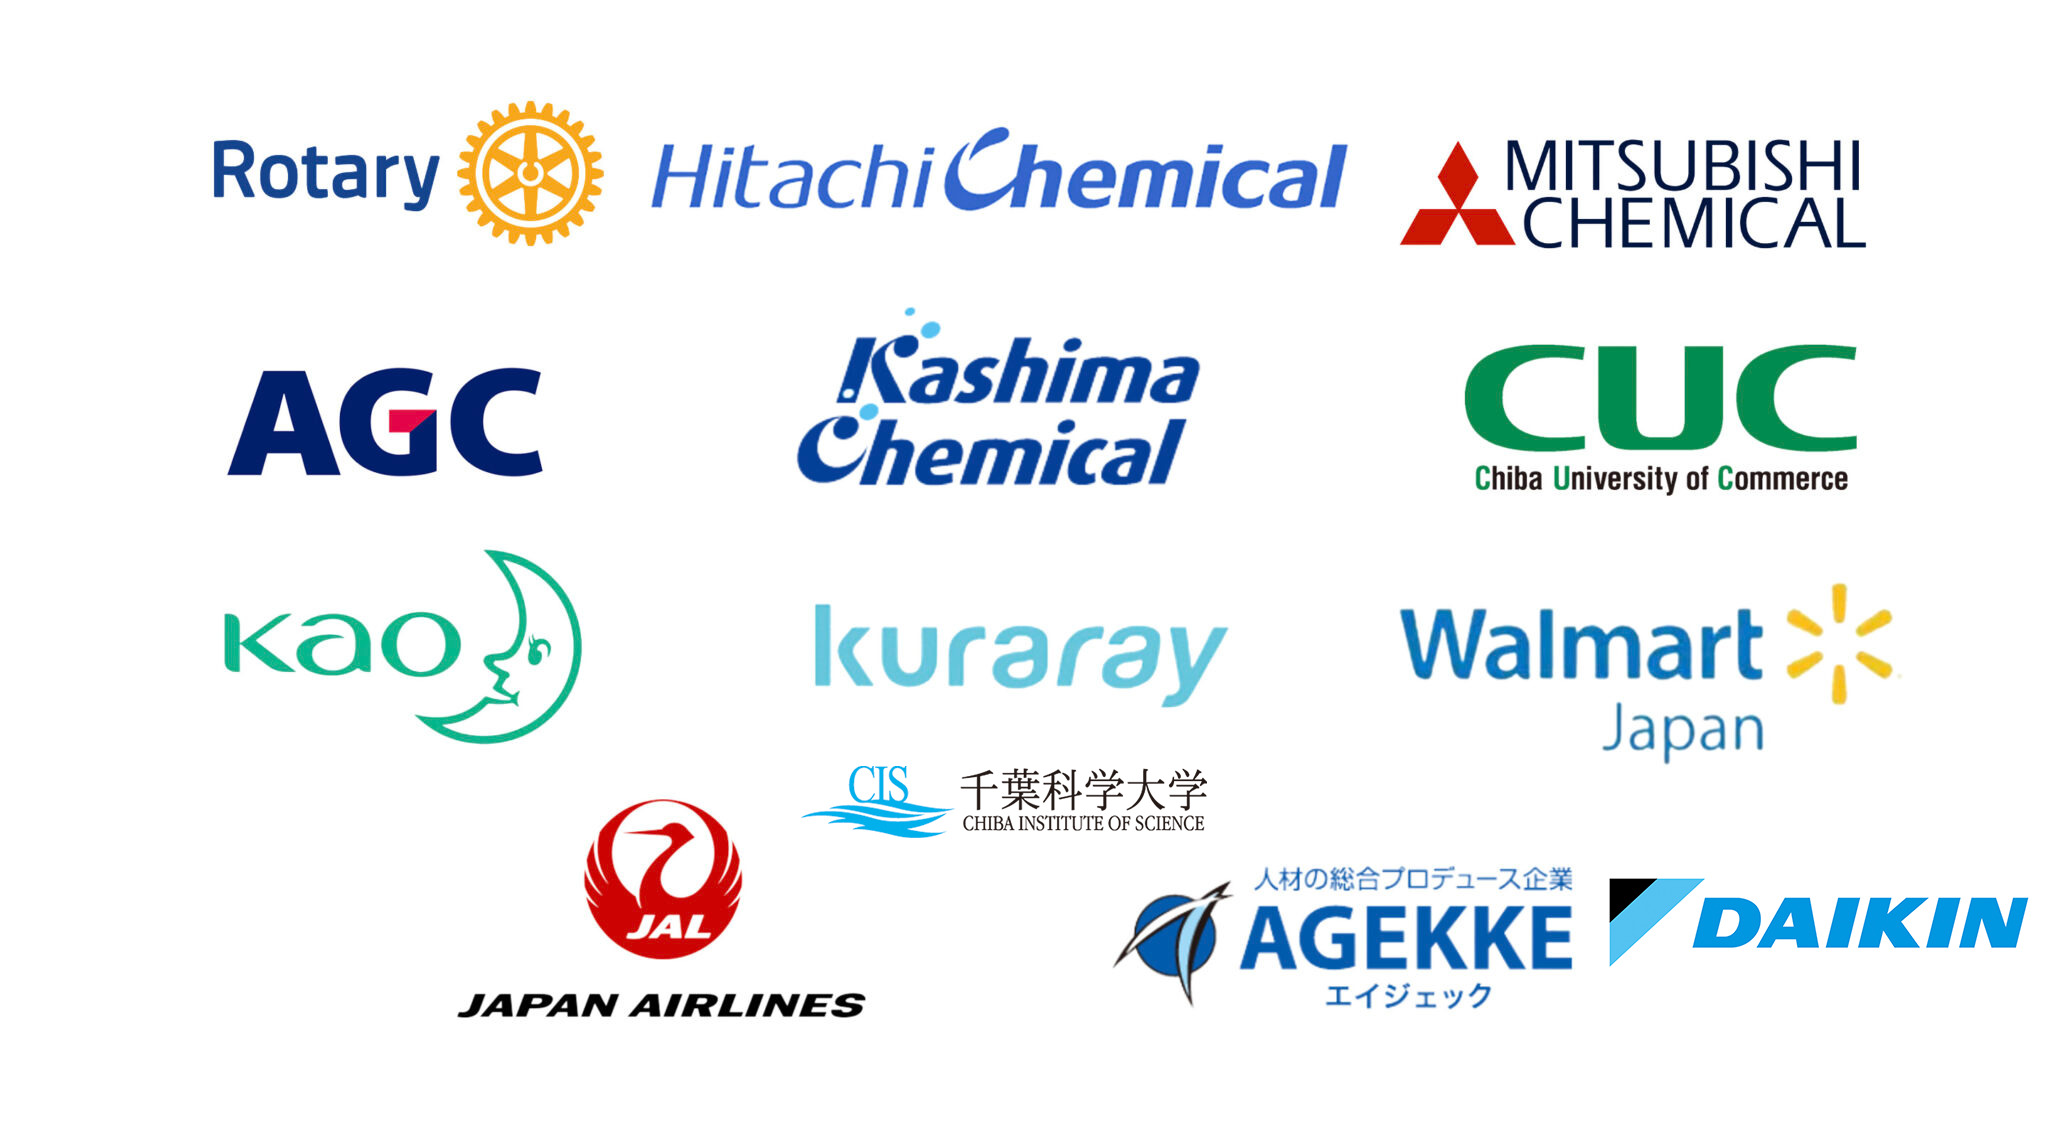 Rotary
Hitachi Chemical
MITSUBISHI
CHEMICAL
AGC
Kashima
Chemical
CUC
Chiba University of Commerce
Kao
kuraray
Walmart
Japan
CIS
千葉科学大学
CHIBA INSTITUTE OF SCIENCE
JAL
JAPAN AIRLINES
人材の総合プロデュース企業
AGEKKE
エイジェック
DAIKIN